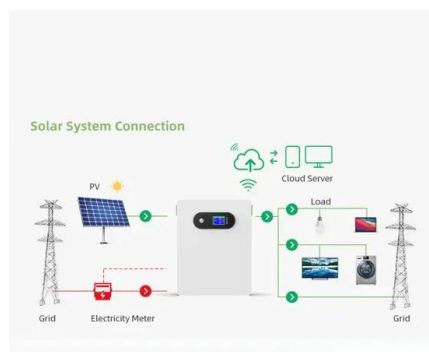 Solar System Connection
Cloud Server
PV
Load
Grid
Electricity Meter
Grid